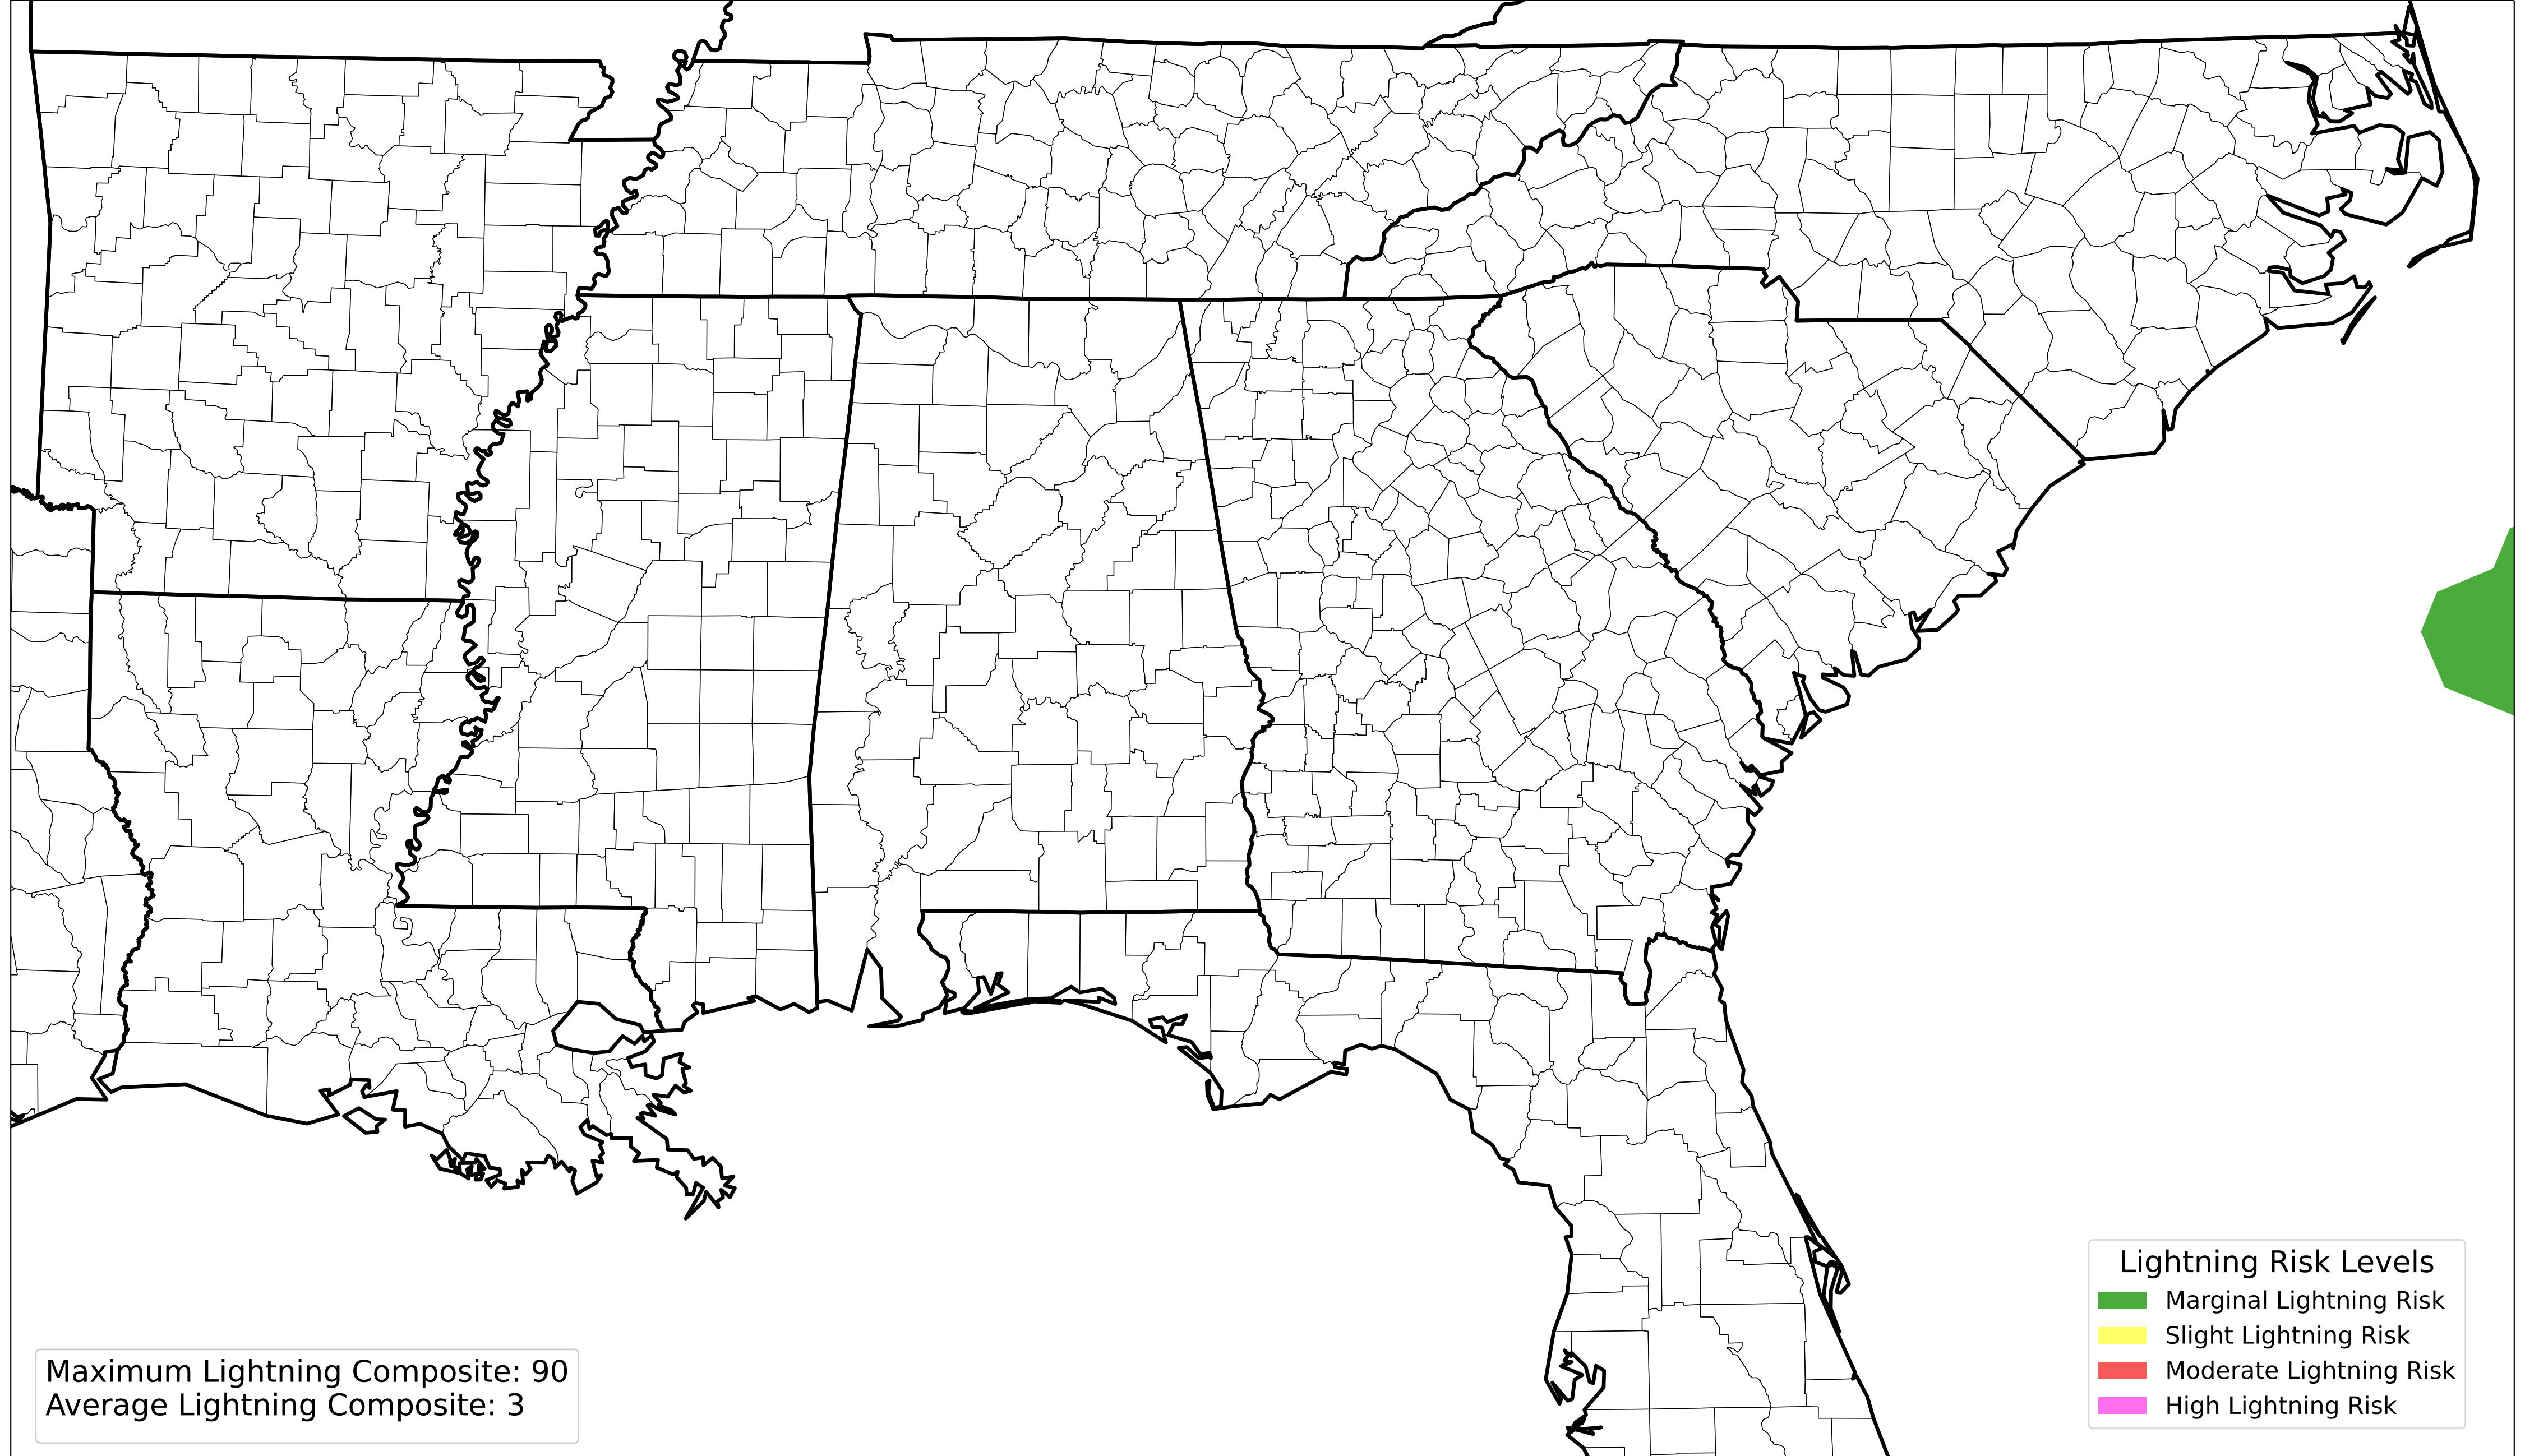 Maximum Lightning Composite: 90
Average Lightning Composite: 3
Lightning Risk Levels
Marginal Lightning Risk
Slight Lightning Risk
Moderate Lightning Risk
High Lightning Risk